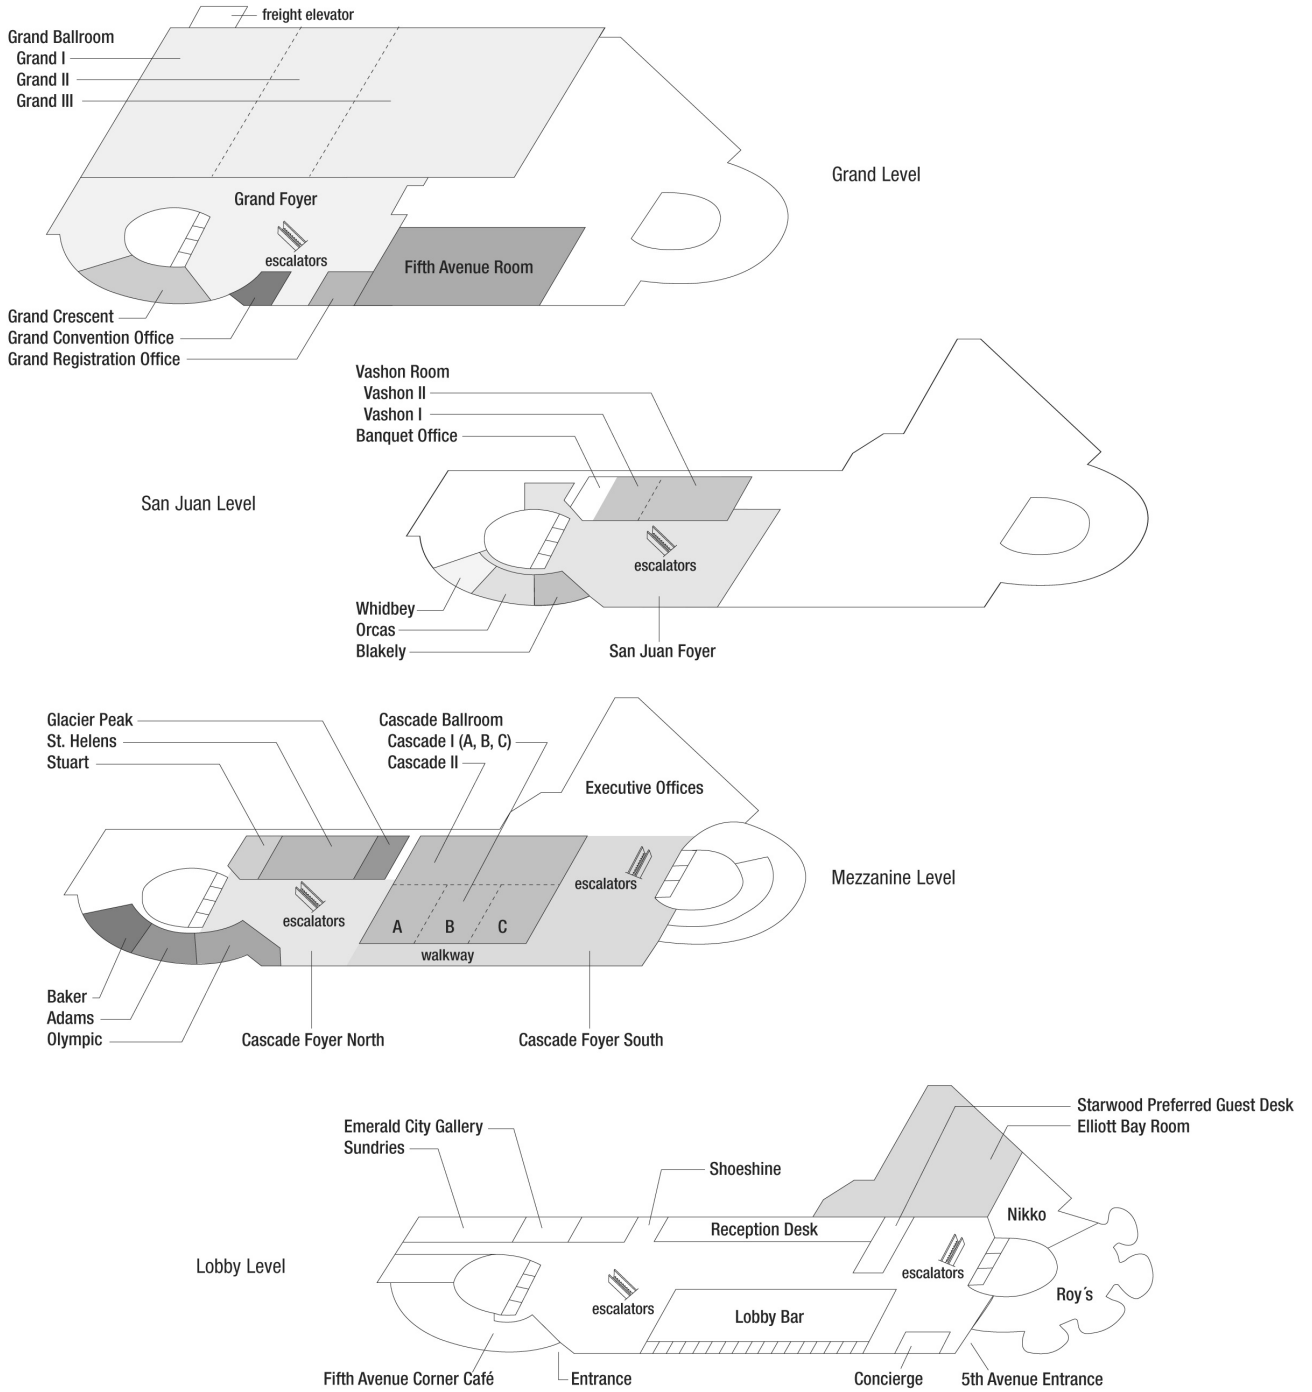 freight elevator
Grand Ballroom
Grand I
Grand II
Grand III
Grand Level
Grand Foyer
escalators
Fifth Avenue Room
Grand Crescent
Grand Convention Office
Grand Registration Office
Vashon Room
Vashon II
Vashon I
Banquet Office
San Juan Level
escalators
Whidbey
Orcas
Blakely
San Juan Foyer
Glacier Peak
St. Helens
Stuart
Cascade Ballroom
Cascade I (A, B, C)
Cascade II
Executive Offices
Mezzanine Level
escalators
escalators
A B C
walkway
Baker
Adams
Olympic
Cascade Foyer North
Cascade Foyer South
Starwood Preferred Guest Desk
Elliott Bay Room
Emerald City Gallery
Sundries
Shoeshine
Nikko
Reception Desk
Lobby Level
escalators
escalators
Roy´s
Lobby Bar
Fifth Avenue Corner Café
Entrance
Concierge
5th Avenue Entrance